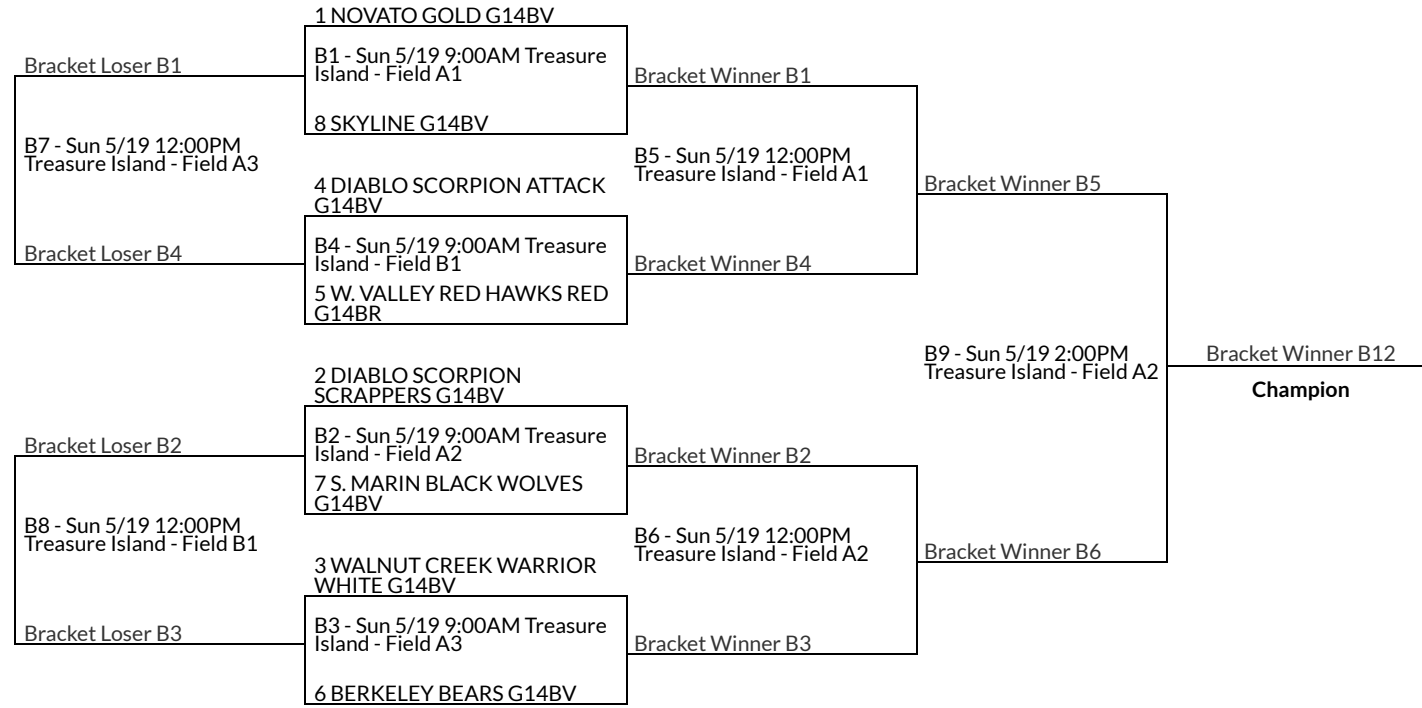 1 NOVATO GOLD G14BV
Bracket Loser B1
B1 - Sun 5/19 9:00AM Treasure
Island - Field A1
Bracket Winner B1
8 SKYLINE G14BV
B7 - Sun 5/19 12:00PM
Treasure Island - Field A3
B5 - Sun 5/19 12:00PM
Treasure Island - Field A1
4 DIABLO SCORPION ATTACK
G14BV
Bracket Winner B5
Bracket Loser B4
B4 - Sun 5/19 9:00AM Treasure
Island - Field B1
Bracket Winner B4
5 W. VALLEY RED HAWKS RED
G14BR
B9 - Sun 5/19 2:00PM
Treasure Island - Field A2
Bracket Winner B12
Champion
2 DIABLO SCORPION
SCRAPPERS G14BV
Bracket Loser B2
B2 - Sun 5/19 9:00AM Treasure
Island - Field A2
Bracket Winner B2
7 S. MARIN BLACK WOLVES
G14BV
B8 - Sun 5/19 12:00PM
Treasure Island - Field B1
B6 - Sun 5/19 12:00PM
Treasure Island - Field A2
Bracket Winner B6
3 WALNUT CREEK WARRIOR
WHITE G14BV
Bracket Loser B3
B3 - Sun 5/19 9:00AM Treasure
Island - Field A3
Bracket Winner B3
6 BERKELEY BEARS G14BV